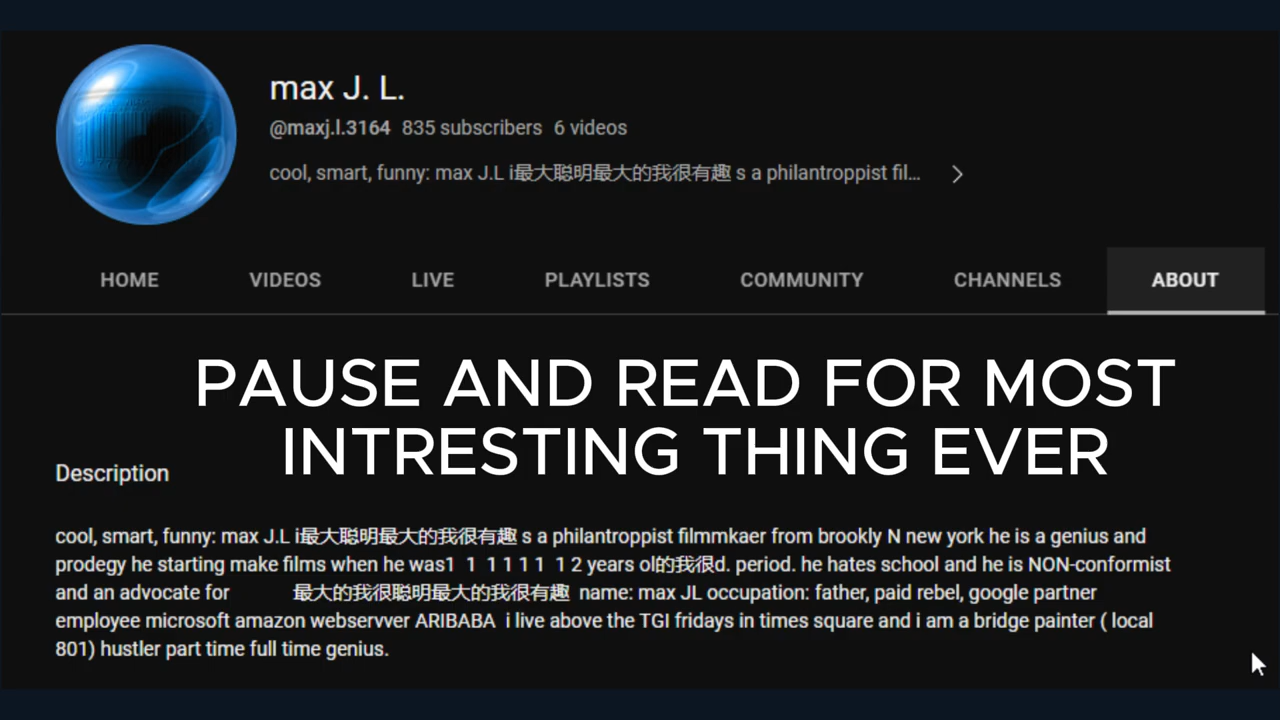 max J. L.
@maxj.l.3164 835 subscribers 6 videos
cool, smart, funny: max J.L i最大聪明最大的我很有趣 s a philantroppist fil...
HOME VIDEOS LIVE PLAYLISTS COMMUNITY CHANNELS ABOUT
PAUSE AND READ FOR MOST
INTRESTING THING EVER
Description
cool, smart, funny: max J.L i最大聪明最大的我很有趣 s a philantroppist filmmkaer from brookly N new york he is a genius and
prodegy he starting make films when he was1 1 1 1 1 1 1 2 years ol的我很d. period. he hates school and he is NON-conformist
and an advocate for 最大的我很聪明最大的我很有趣 name: max JL occupation: father, paid rebel, google partner
employee microsoft amazon webservver ARIBABA i live above the TGI fridays in times square and i am a bridge painter ( local
801) hustler part time full time genius.